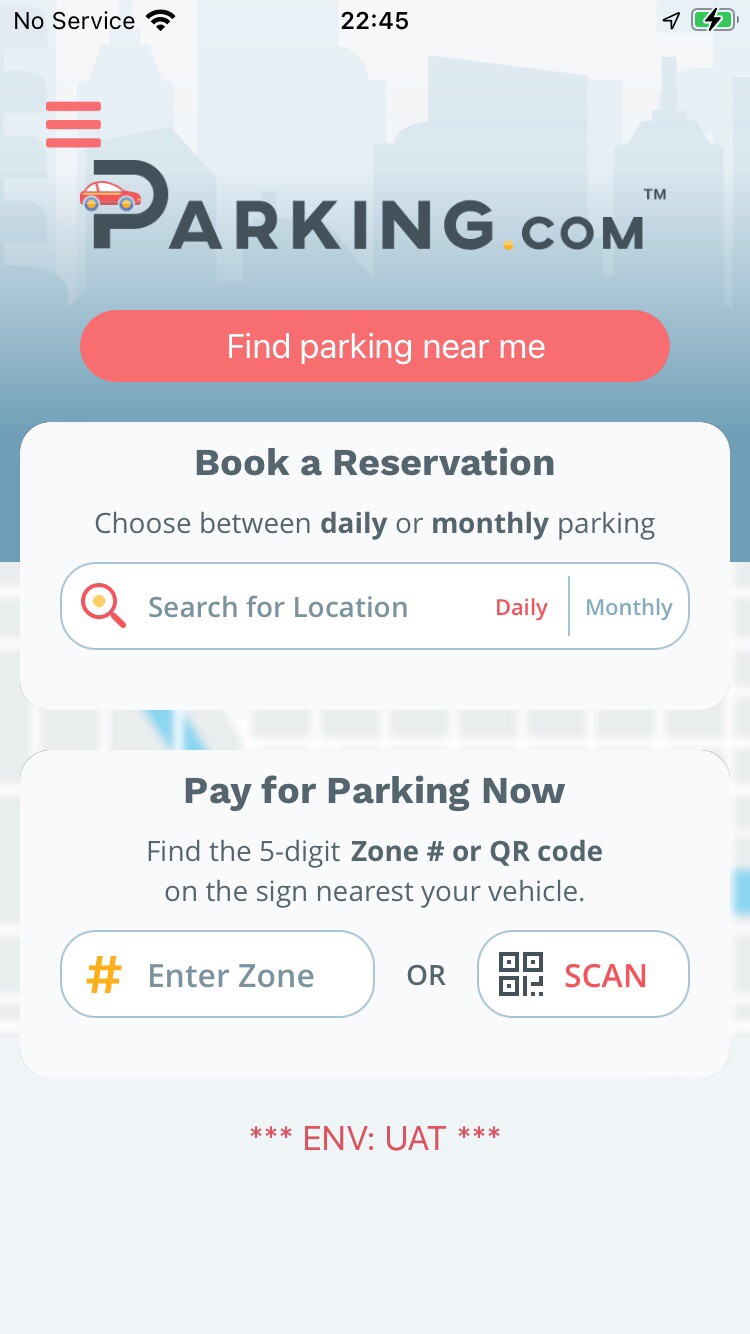 No Service 22:45
PARKING.COM™
Find parking near me
Book a Reservation
Choose between daily or monthly parking
Search for Location Daily Monthly
Pay for Parking Now
Find the 5-digit Zone # or QR code
on the sign nearest your vehicle.
# Enter Zone OR SCAN
*** ENV: UAT ***